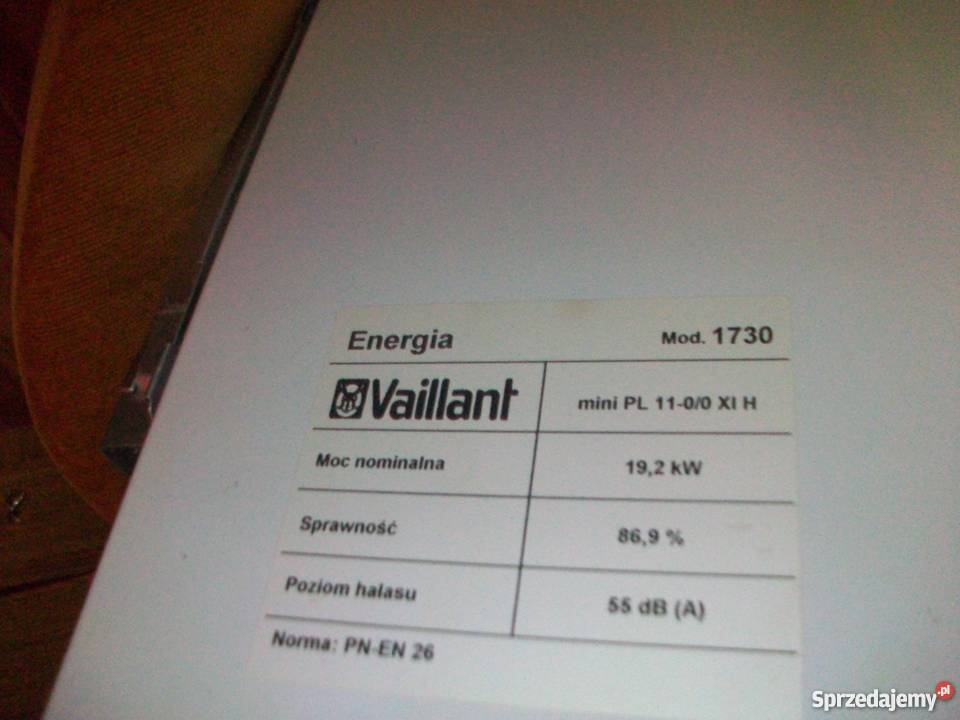 Energia Mod. 1730
Vaillant mini PL 11-0/0 XI H
Moc nominalna 19,2 kW
Sprawność 86,9 %
Poziom hałasu 55 dB (A)
Norma: PN-EN 26
Sprzedajemy.pl